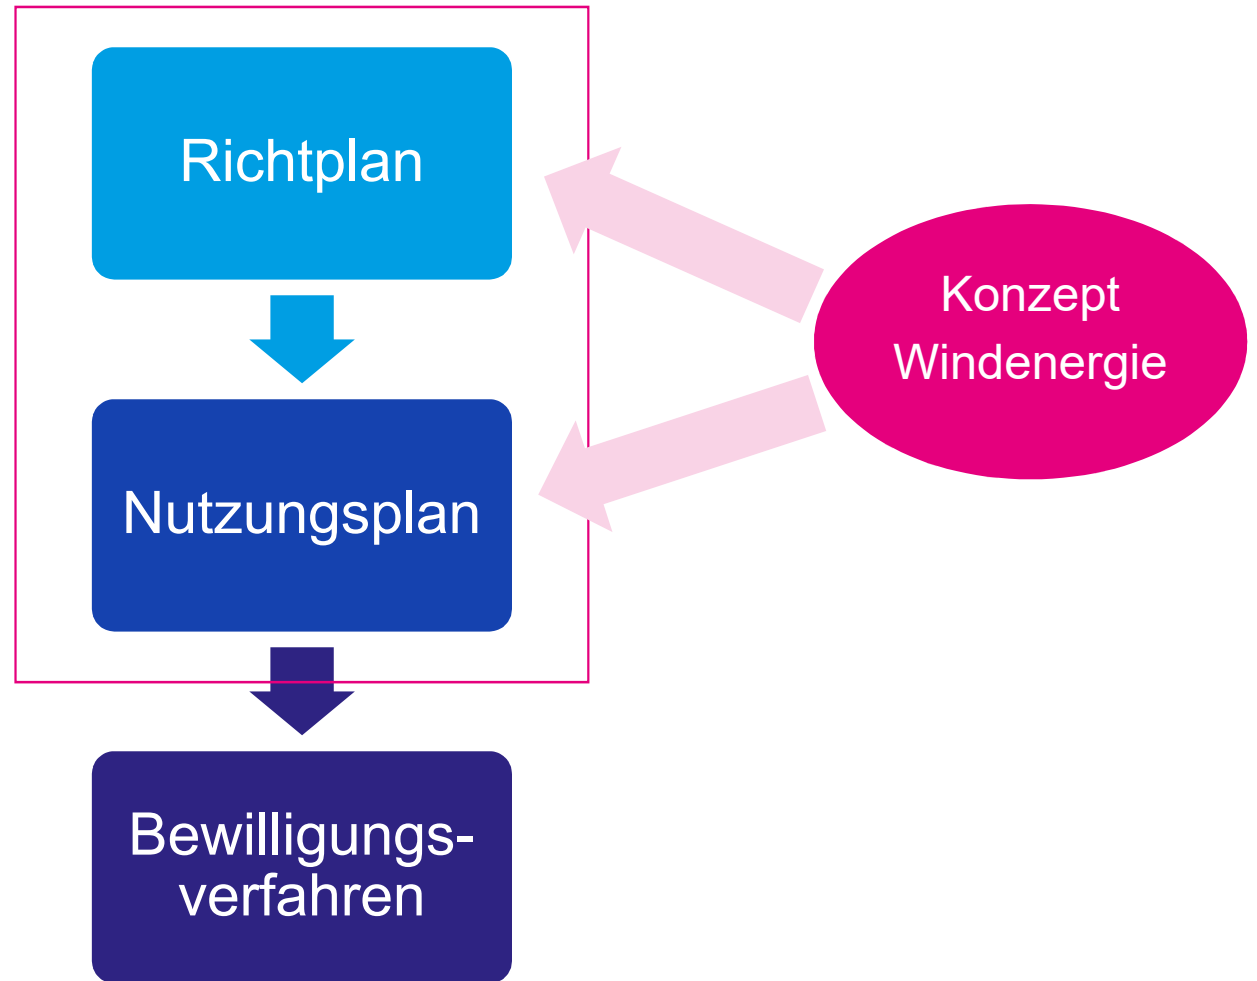 Richtplan
Konzept
Windenergie
Nutzungsplan
Bewilligungs-
verfahren